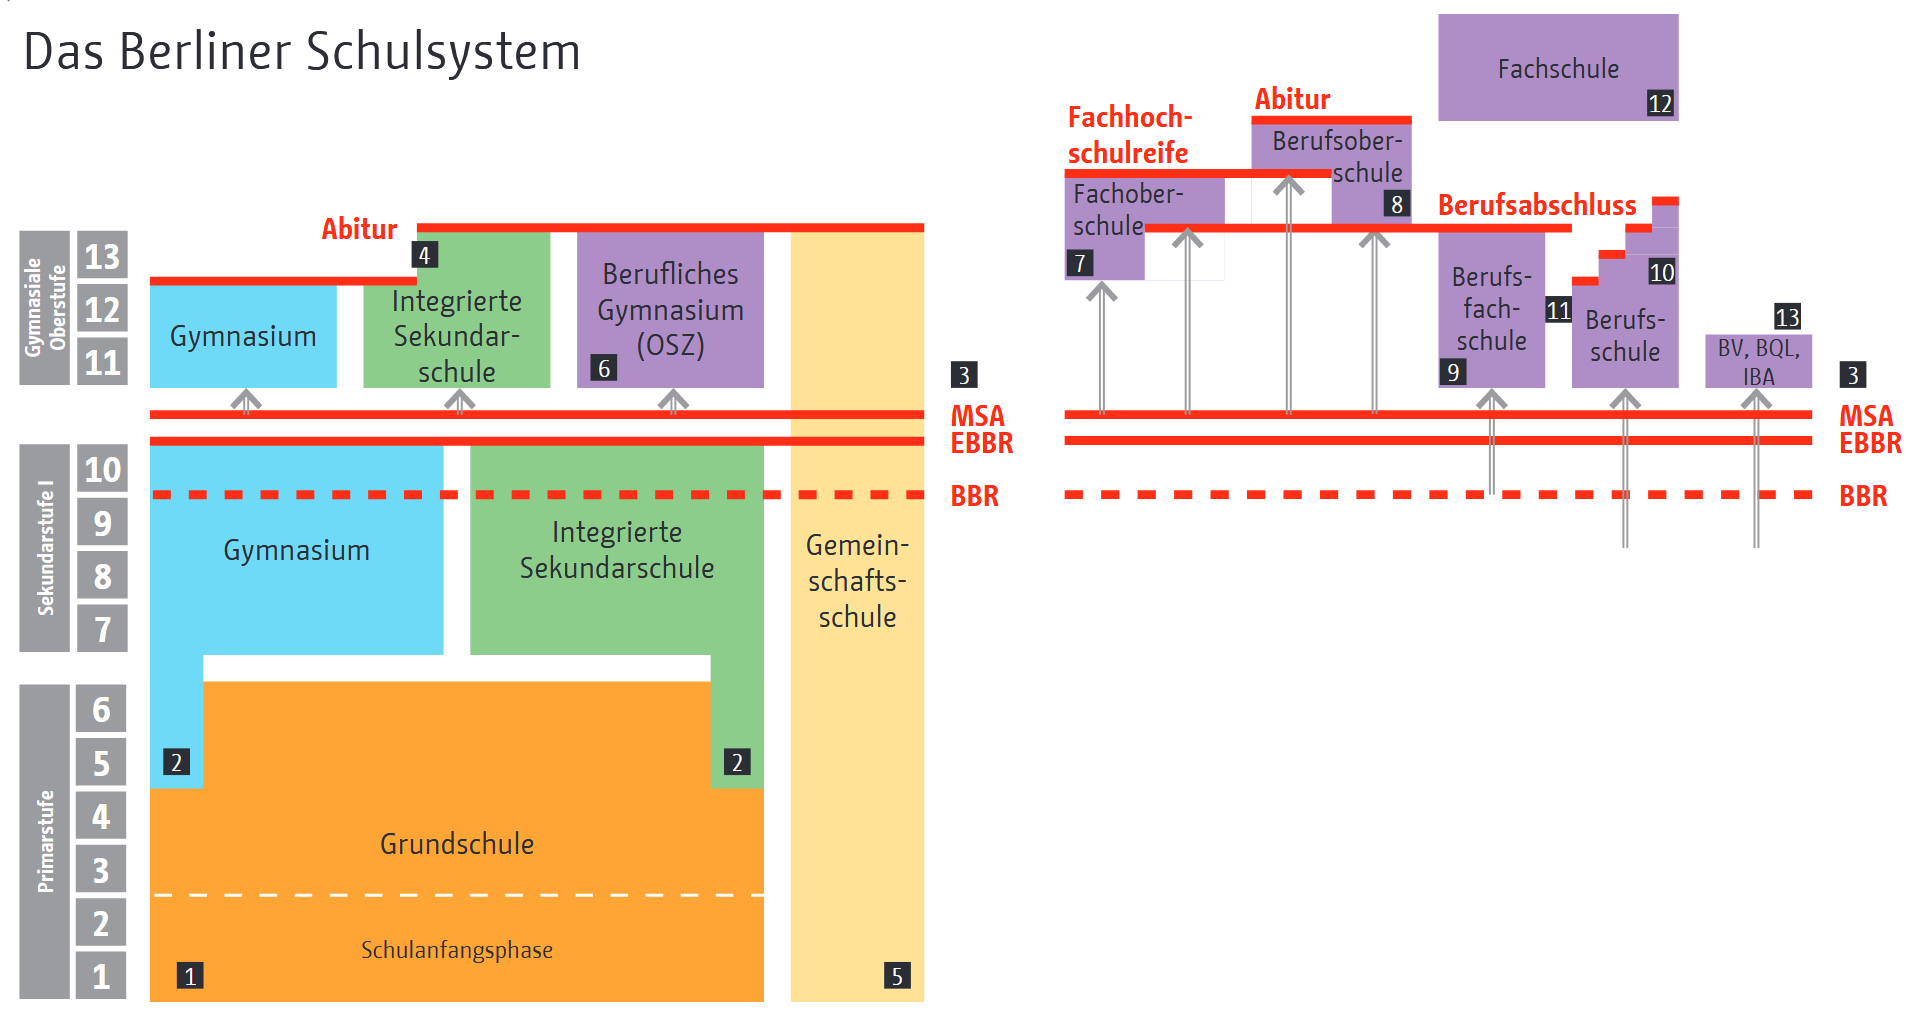 Das Berliner Schulsystem
Gymnasiale
Oberstufe
13
12
11
Sekundarstufe I
10
9
8
7
Primarstufe
6
5
4
3
2
1
Abitur
4
Gymnasium
Integrierte
Sekundar-
schule
Berufliches
Gymnasium
(OSZ)
6
3
MSA
EBBR
BBR
Gymnasium
Integrierte
Sekundarschule
Gemein-
schafts-
schule
2
2
Grundschule
Schulanfangsphase
1
5
Fachhoch-
schulreife
Abitur
Fachschule
12
Berufsober-
schule
8
Fachober-
schule
7
Berufsabschluss
Berufs-
fach-
schule
9
11
10
Berufs-
schule
13
BV, BQL,
IBA
3
MSA
EBBR
BBR